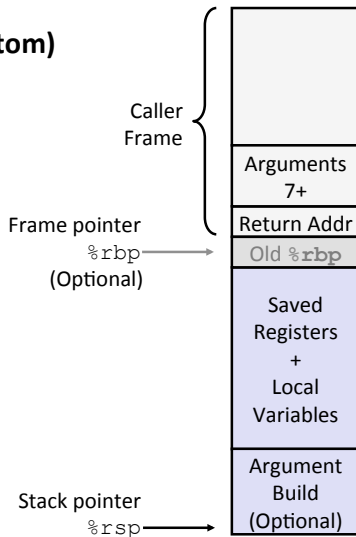 tom)
Caller
Frame
Arguments
7+
Return Addr
Frame pointer
%rbp
(Optional)
Old %rbp
Saved
Registers
+
Local
Variables
Argument
Build
(Optional)
Stack pointer
%rsp